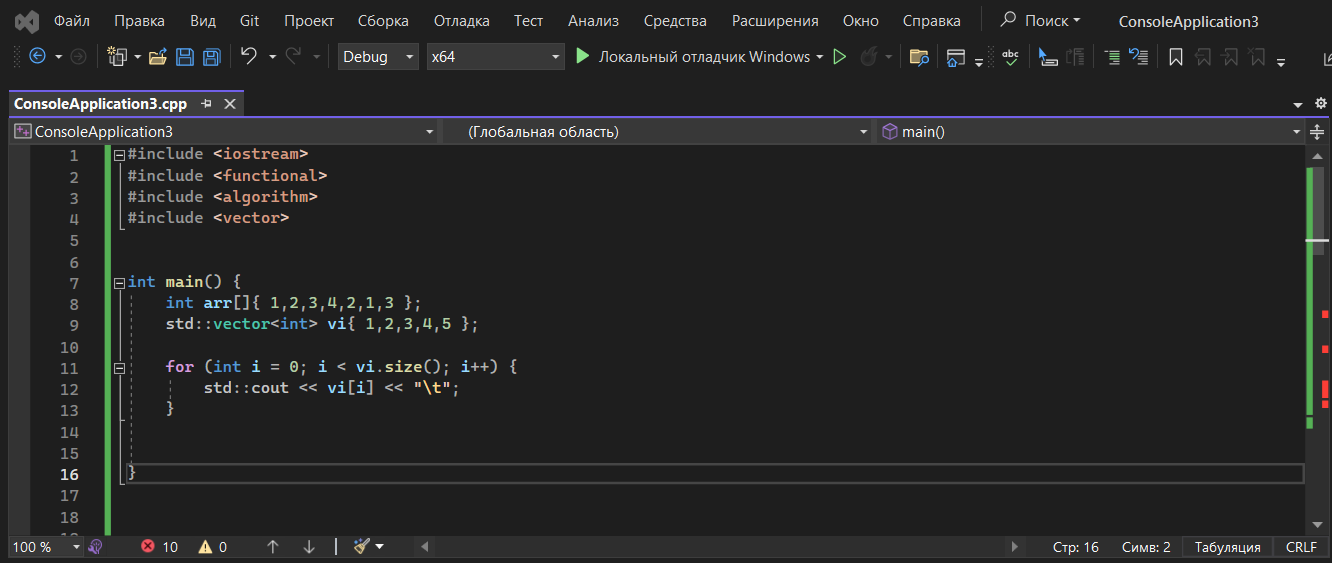 Файл Правка Вид Git Проект Сборка Отладка Тест Анализ Средства Расширения Окно Справка Поиск ConsoleApplication3
Debug x64 Локальный отладчик Windows abc
ConsoleApplication3.cpp
ConsoleApplication3 (Глобальная область) main()
1 #include <iostream>
2 #include <functional>
3 #include <algorithm>
4 #include <vector>
5
6
7 int main() {
8 int arr[]{ 1,2,3,4,2,1,3 };
9 std::vector<int> vi{ 1,2,3,4,5 };
10
11 for (int i = 0; i < vi.size(); i++) {
12 std::cout << vi[i] << "\t";
13 }
14
15
16 }
17
18
100 % 10 0 Стр: 16 Симв: 2 Табуляция CRLF